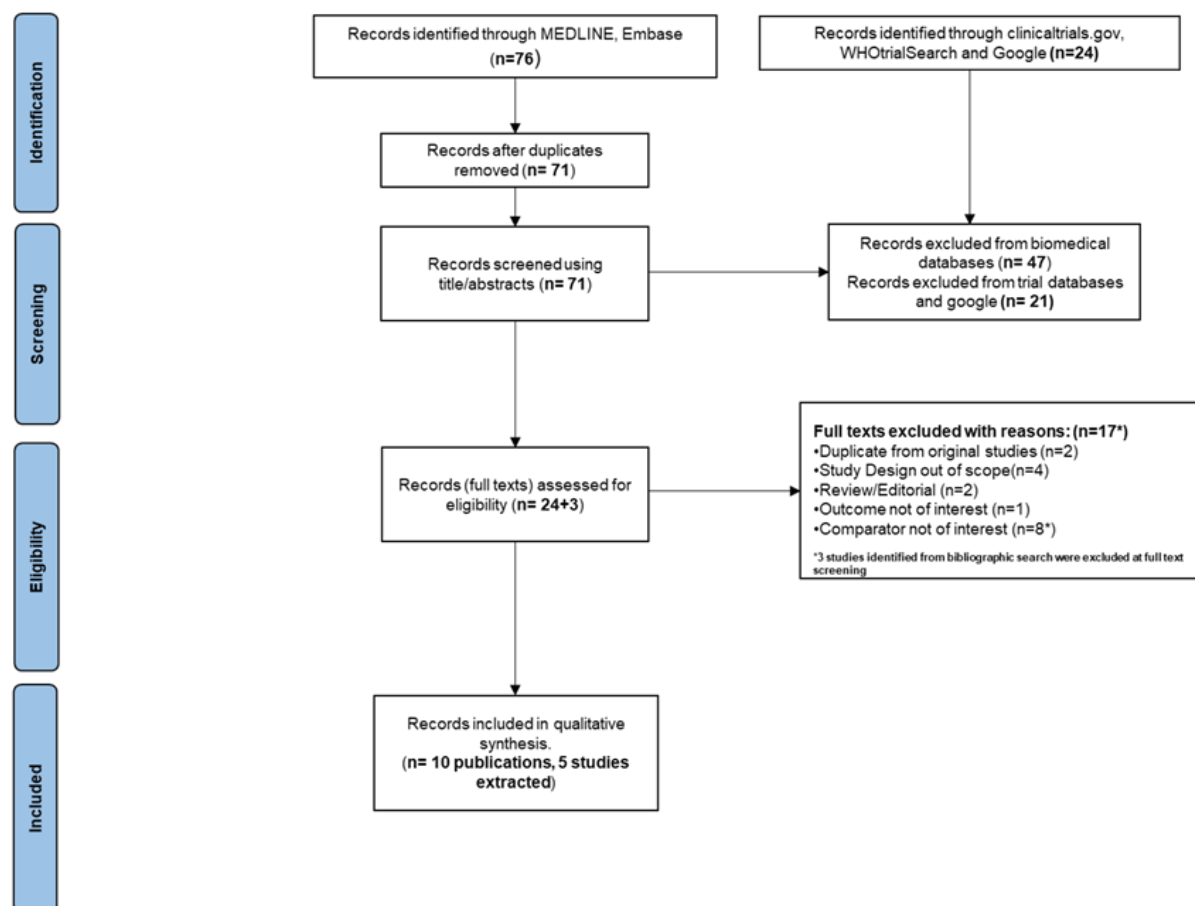 Identification
Records identified through MEDLINE, Embase
(n=76)
Records identified through clinicaltrials.gov,
WHOtrialSearch and Google (n=24)
Records after duplicates
removed (n= 71)
Screening
Records screened using
title/abstracts (n= 71)
Records excluded from biomedical
databases (n= 47)
Records excluded from trial databases
and google (n= 21)
Eligibility
Records (full texts) assessed for
eligibility (n= 24+3)
Full texts excluded with reasons: (n=17*)
•Duplicate from original studies (n=2)
•Study Design out of scope(n=4)
•Review/Editorial (n=2)
•Outcome not of interest (n=1)
•Comparator not of interest (n=8*)
*3 studies identified from bibliographic search were excluded at full text
screening
Included
Records included in qualitative
synthesis.
(n= 10 publications, 5 studies
extracted)